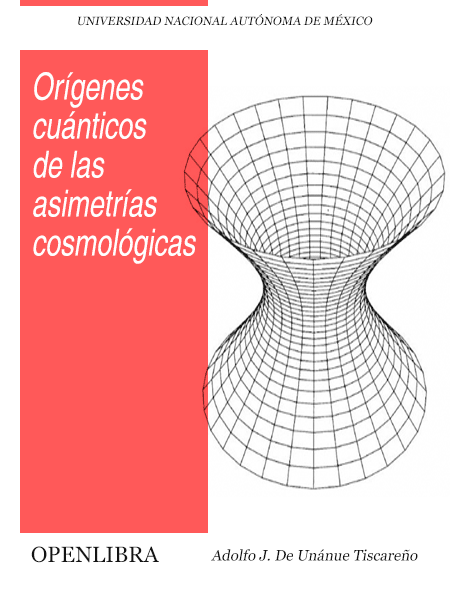 UNIVERSIDAD NACIONAL AUTÓNOMA DE MÉXICO
Orígenes
cuánticos
de las
asimetrías
cosmológicas
OPENLIBRA
Adolfo J. De Unánue Tiscareño